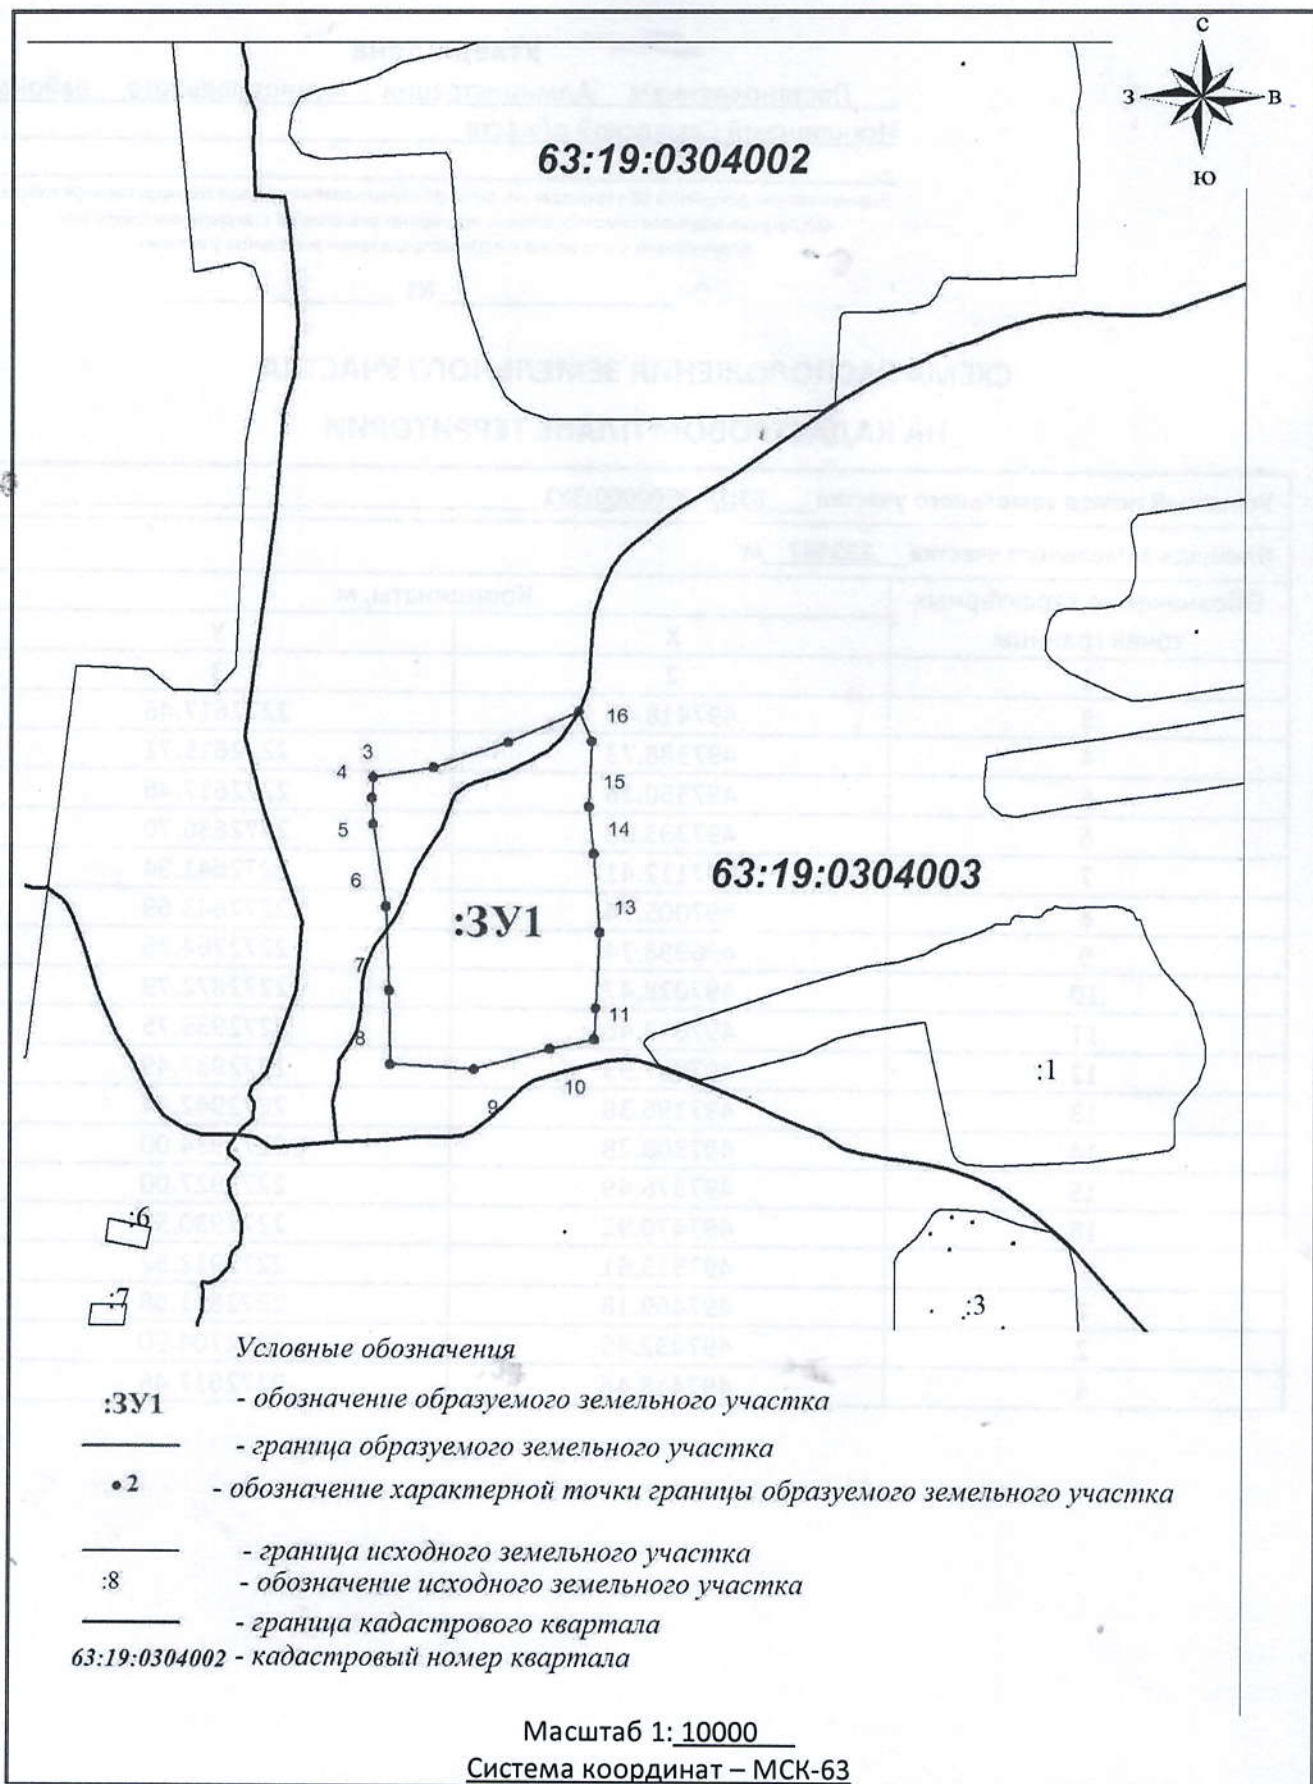 С
З В
Ю
63:19:0304002
16
3
4
15
5
14
63:19:0304003
6
13
:ЗУ1
7
11
8
:1
10
9
:6
:7
:3
Условные обозначения
:ЗУ1 - обозначение образуемого земельного участка
- граница образуемого земельного участка
•2 - обозначение характерной точки границы образуемого земельного участка
- граница исходного земельного участка
:8 - обозначение исходного земельного участка
- граница кадастрового квартала
63:19:0304002 - кадастровый номер квартала
Масштаб 1: 10000
Система координат – МСК-63